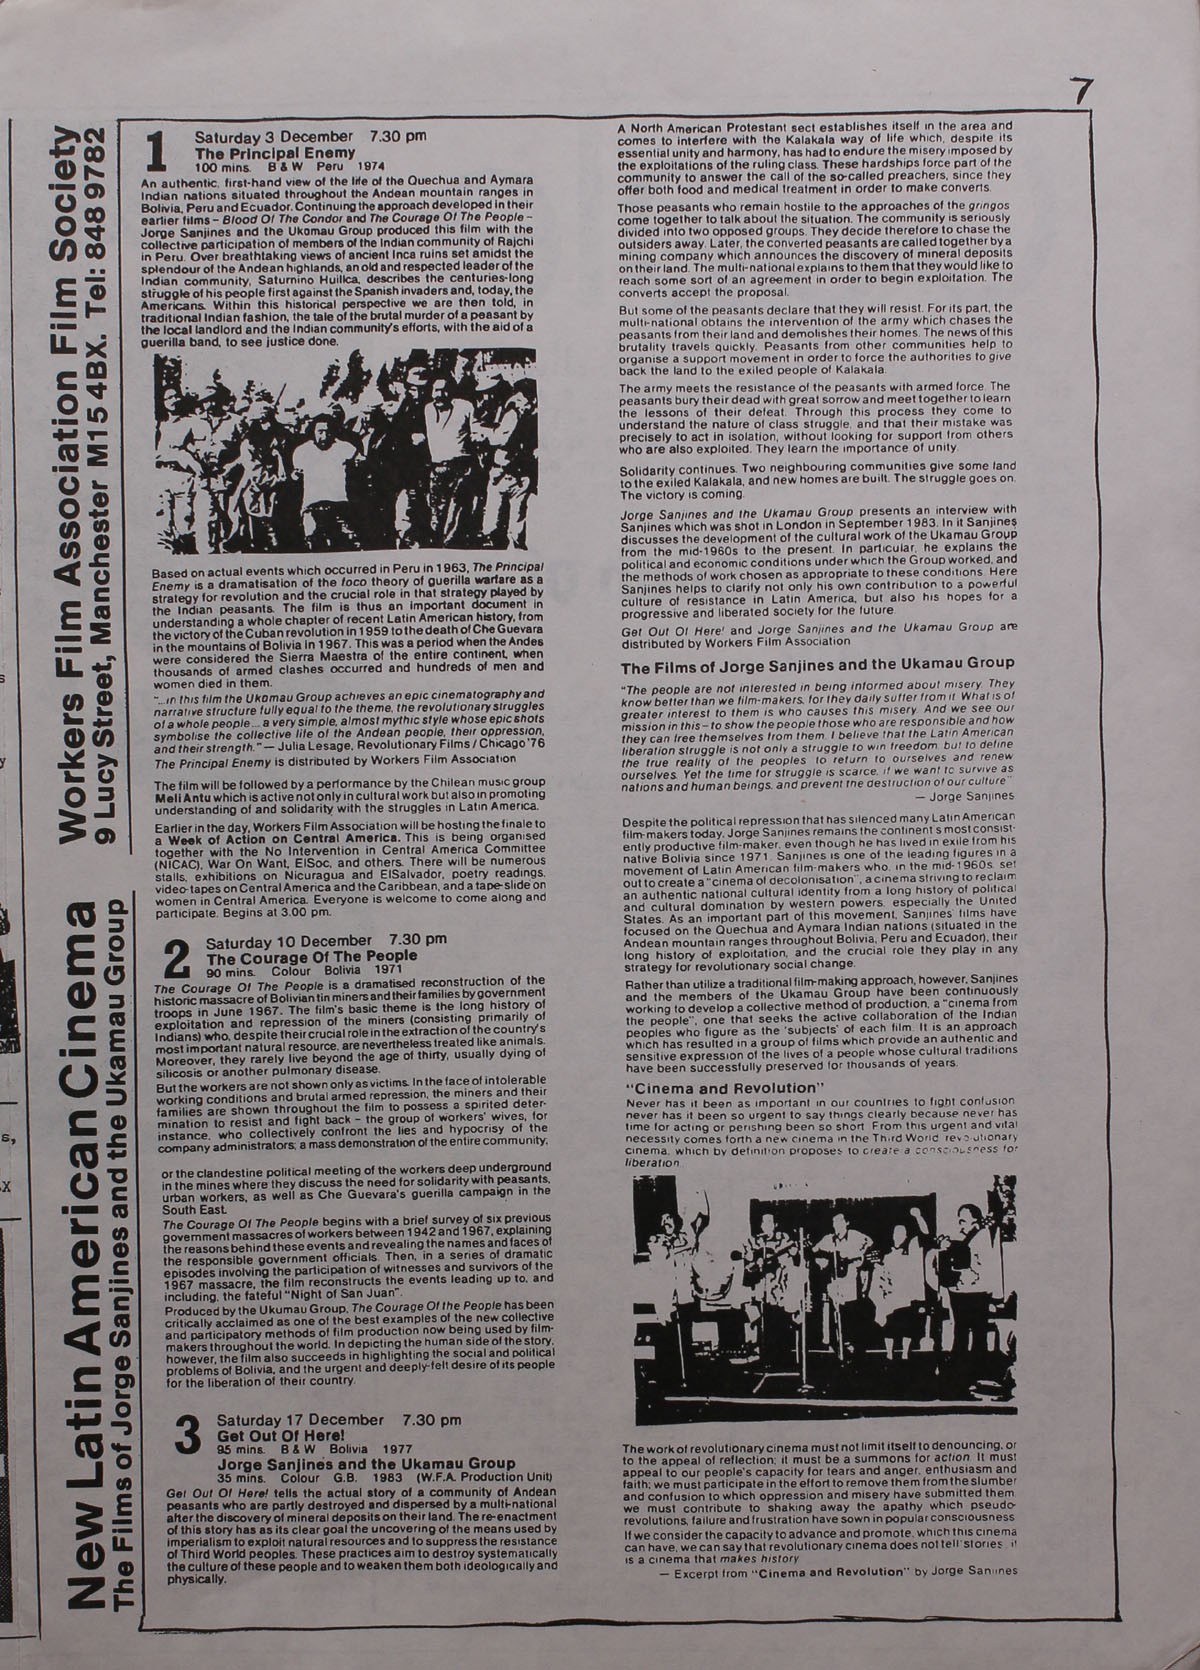 7
Workers Film Association Film Society
9 Lucy Street, Manchester M15 4BX. Tel: 848 9782
New Latin American Cinema
The Films of Jorge Sanjines and the Ukamau Group
1
Saturday 3 December 7.30 pm
The Principal Enemy
100 mins. B & W Peru 1974
An authentic, first-hand view of the life of the Quechua and Aymara
Indian nations situated throughout the Andean mountain ranges in
Bolivia, Peru and Ecuador. Continuing the approach developed in their
earlier films – Blood Of The Condor and The Courage Of The People –
Jorge Sanjines and the Ukamau Group produced this film with the
collective participation of members of the Indian community of Rajchi
in Peru. Over breathtaking views of ancient Inca ruins set amidst the
splendour of the Andean highlands, an old and respected leader of the
Indian community, Saturnino Huillca, describes the centuries-long
struggle of his people first against the Spanish invaders and, today, the
Americans. Within this historical perspective we are then told, in
traditional Indian fashion, the tale of the brutal murder of a peasant by
the local landlord and the Indian community's efforts, with the aid of a
guerilla band, to see justice done.
Based on actual events which occurred in Peru in 1963, The Principal
Enemy is a dramatisation of the foco theory of guerilla warfare as a
strategy for revolution and the crucial role in that strategy played by
the Indian peasants. The film is thus an important document in
understanding a whole chapter of recent Latin American history, from
the victory of the Cuban revolution in 1959 to the death of Che Guevara
in the mountains of Bolivia in 1967. This was a period when the Andes
were considered the Sierra Maestra of the entire continent, when
thousands of armed clashes occurred and hundreds of men and
women died in them.
"...in this film the Ukamau Group achieves an epic cinematography and
narrative structure fully equal to the theme, the revolutionary struggles
of a whole people ... a very simple, almost mythic style whose epic shots
symbolise the collective life of the Andean people, their oppression,
and their strength." — Julia Lesage, Revolutionary Films / Chicago '76
The Principal Enemy is distributed by Workers Film Association
The film will be followed by a performance by the Chilean music group
Meli Antu which is active not only in cultural work but also in promoting
understanding of and solidarity with the struggles in Latin America.
Earlier in the day, Workers Film Association will be hosting the finale to
a Week of Action on Central America. This is being organised
together with the No Intervention in Central America Committee
(NICAC), War On Want, ElSoc, and others. There will be numerous
stalls, exhibitions on Nicuragua and ElSalvador, poetry readings,
video-tapes on Central America and the Caribbean, and a tape-slide on
women in Central America. Everyone is welcome to come along and
participate. Begins at 3.00 pm.
2
Saturday 10 December 7.30 pm
The Courage Of The People
90 mins. Colour Bolivia 1971
The Courage Of The People is a dramatised reconstruction of the
historic massacre of Bolivian tin miners and their families by government
troops in June 1967. The film's basic theme is the long history of
exploitation and repression of the miners (consisting primarily of
Indians) who, despite their crucial role in the extraction of the country's
most important natural resource, are nevertheless treated like animals.
Moreover, they rarely live beyond the age of thirty, usually dying of
silicosis or another pulmonary disease.
But the workers are not shown only as victims. In the face of intolerable
working conditions and brutal armed repression, the miners and their
families are shown throughout the film to possess a spirited deter-
mination to resist and fight back – the group of workers' wives, for
instance, who collectively confront the lies and hypocrisy of the
company administrators; a mass demonstration of the entire community;
or the clandestine political meeting of the workers deep underground
in the mines where they discuss the need for solidarity with peasants,
urban workers, as well as Che Guevara's guerilla campaign in the
South East.
The Courage Of The People begins with a brief survey of six previous
government massacres of workers between 1942 and 1967, explaining
the reasons behind these events and revealing the names and faces of
the responsible government officials. Then, in a series of dramatic
episodes involving the participation of witnesses and survivors of the
1967 massacre, the film reconstructs the events leading up to, and
including, the fateful "Night of San Juan".
Produced by the Ukumau Group, The Courage Of the People has been
critically acclaimed as one of the best examples of the new collective
and participatory methods of film production now being used by film-
makers throughout the world. In depicting the human side of the story,
however, the film also succeeds in highlighting the social and political
problems of Bolivia, and the urgent and deeply-felt desire of its people
for the liberation of their country.
3
Saturday 17 December 7.30 pm
Get Out Of Here!
95 mins. B & W Bolivia 1977
Jorge Sanjines and the Ukamau Group
35 mins. Colour G.B. 1983 (W.F.A. Production Unit)
Get Out Of Here! tells the actual story of a community of Andean
peasants who are partly destroyed and dispersed by a multi-national
after the discovery of mineral deposits on their land. The re-enactment
of this story has as its clear goal the uncovering of the means used by
imperialism to exploit natural resources and to suppress the resistance
of Third World peoples. These practices aim to destroy systematically
the culture of these people and to weaken them both ideologically and
physically.
A North American Protestant sect establishes itself in the area and
comes to interfere with the Kalakala way of life which, despite its
essential unity and harmony, has had to endure the misery imposed by
the exploitations of the ruling class. These hardships force part of the
community to answer the call of the so-called preachers, since they
offer both food and medical treatment in order to make converts.
Those peasants who remain hostile to the approaches of the gringos
come together to talk about the situation. The community is seriously
divided into two opposed groups. They decide therefore to chase the
outsiders away. Later, the converted peasants are called together by a
mining company which announces the discovery of mineral deposits
on their land. The multi-national explains to them that they would like to
reach some sort of an agreement in order to begin exploitation. The
converts accept the proposal.
But some of the peasants declare that they will resist. For its part, the
multi-national obtains the intervention of the army which chases the
peasants from their land and demolishes their homes. The news of this
brutality travels quickly. Peasants from other communities help to
organise a support movement in order to force the authorities to give
back the land to the exiled people of Kalakala.
The army meets the resistance of the peasants with armed force. The
peasants bury their dead with great sorrow and meet together to learn
the lessons of their defeat. Through this process they come to
understand the nature of class struggle, and that their mistake was
precisely to act in isolation, without looking for support from others
who are also exploited. They learn the importance of unity.
Solidarity continues. Two neighbouring communities give some land
to the exiled Kalakala, and new homes are built. The struggle goes on.
The victory is coming.
Jorge Sanjines and the Ukamau Group presents an interview with
Sanjines which was shot in London in September 1983. In it Sanjines
discusses the development of the cultural work of the Ukamau Group
from the mid-1960s to the present. In particular, he explains the
political and economic conditions under which the Group worked, and
the methods of work chosen as appropriate to these conditions. Here
Sanjines helps to clarify not only his own contribution to a powerful
culture of resistance in Latin America, but also his hopes for a
progressive and liberated society for the future.
Get Out Of Here! and Jorge Sanjines and the Ukamau Group are
distributed by Workers Film Association
The Films of Jorge Sanjines and the Ukamau Group
"The people are not interested in being informed about misery. They
know better than we film-makers, for they daily suffer from it. What is of
greater interest to them is who causes this misery. And we see our
mission in this – to show the people those who are responsible and how
they can free themselves from them. I believe that the Latin American
liberation struggle is not only a struggle to win freedom, but to define
the true reality of the peoples to return to ourselves and renew
ourselves. Yet the time for struggle is scarce, if we want to survive as
nations and human beings, and prevent the destruction of our culture"
— Jorge Sanjines
Despite the political repression that has silenced many Latin American
film-makers today, Jorge Sanjines remains the continent's most consist-
ently productive film-maker, even though he has lived in exile from his
native Bolivia since 1971. Sanjines is one of the leading figures in a
movement of Latin American film-makers who, in the mid-1960s, set
out to create a "cinema of decolonisation", a cinema striving to reclaim
an authentic national cultural identity from a long history of political
and cultural domination by western powers, especially the United
States. As an important part of this movement, Sanjines' films have
focused on the Quechua and Aymara Indian nations (situated in the
Andean mountain ranges throughout Bolivia, Peru and Ecuador), their
long history of exploitation, and the crucial role they play in any
strategy for revolutionary social change.
Rather than utilize a traditional film-making approach, however, Sanjines
and the members of the Ukamau Group have been continuously
working to develop a collective method of production, a "cinema from
the people", one that seeks the active collaboration of the Indian
peoples who figure as the 'subjects' of each film. It is an approach
which has resulted in a group of films which provide an authentic and
sensitive expression of the lives of a people whose cultural traditions
have been successfully preserved for thousands of years.
"Cinema and Revolution"
Never has it been as important in our countries to fight confusion
never has it been so urgent to say things clearly because never has
time for acting or perishing been so short. From this urgent and vital
necessity comes forth a new cinema in the Third World, revolutionary
cinema, which by definition proposes to create a consciousness for
liberation.
The work of revolutionary cinema must not limit itself to denouncing, or
to the appeal of reflection; it must be a summons for action. It must
appeal to our people's capacity for tears and anger, enthusiasm and
faith; we must participate in the effort to remove them from the slumber
and confusion to which oppression and misery have submitted them
we must contribute to shaking away the apathy which pseudo-
revolutions, failure and frustration have sown in popular consciousness
If we consider the capacity to advance and promote, which this cinema
can have, we can say that revolutionary cinema does not tell stories, it
is a cinema that makes history
— Excerpt from "Cinema and Revolution" by Jorge Sanjines